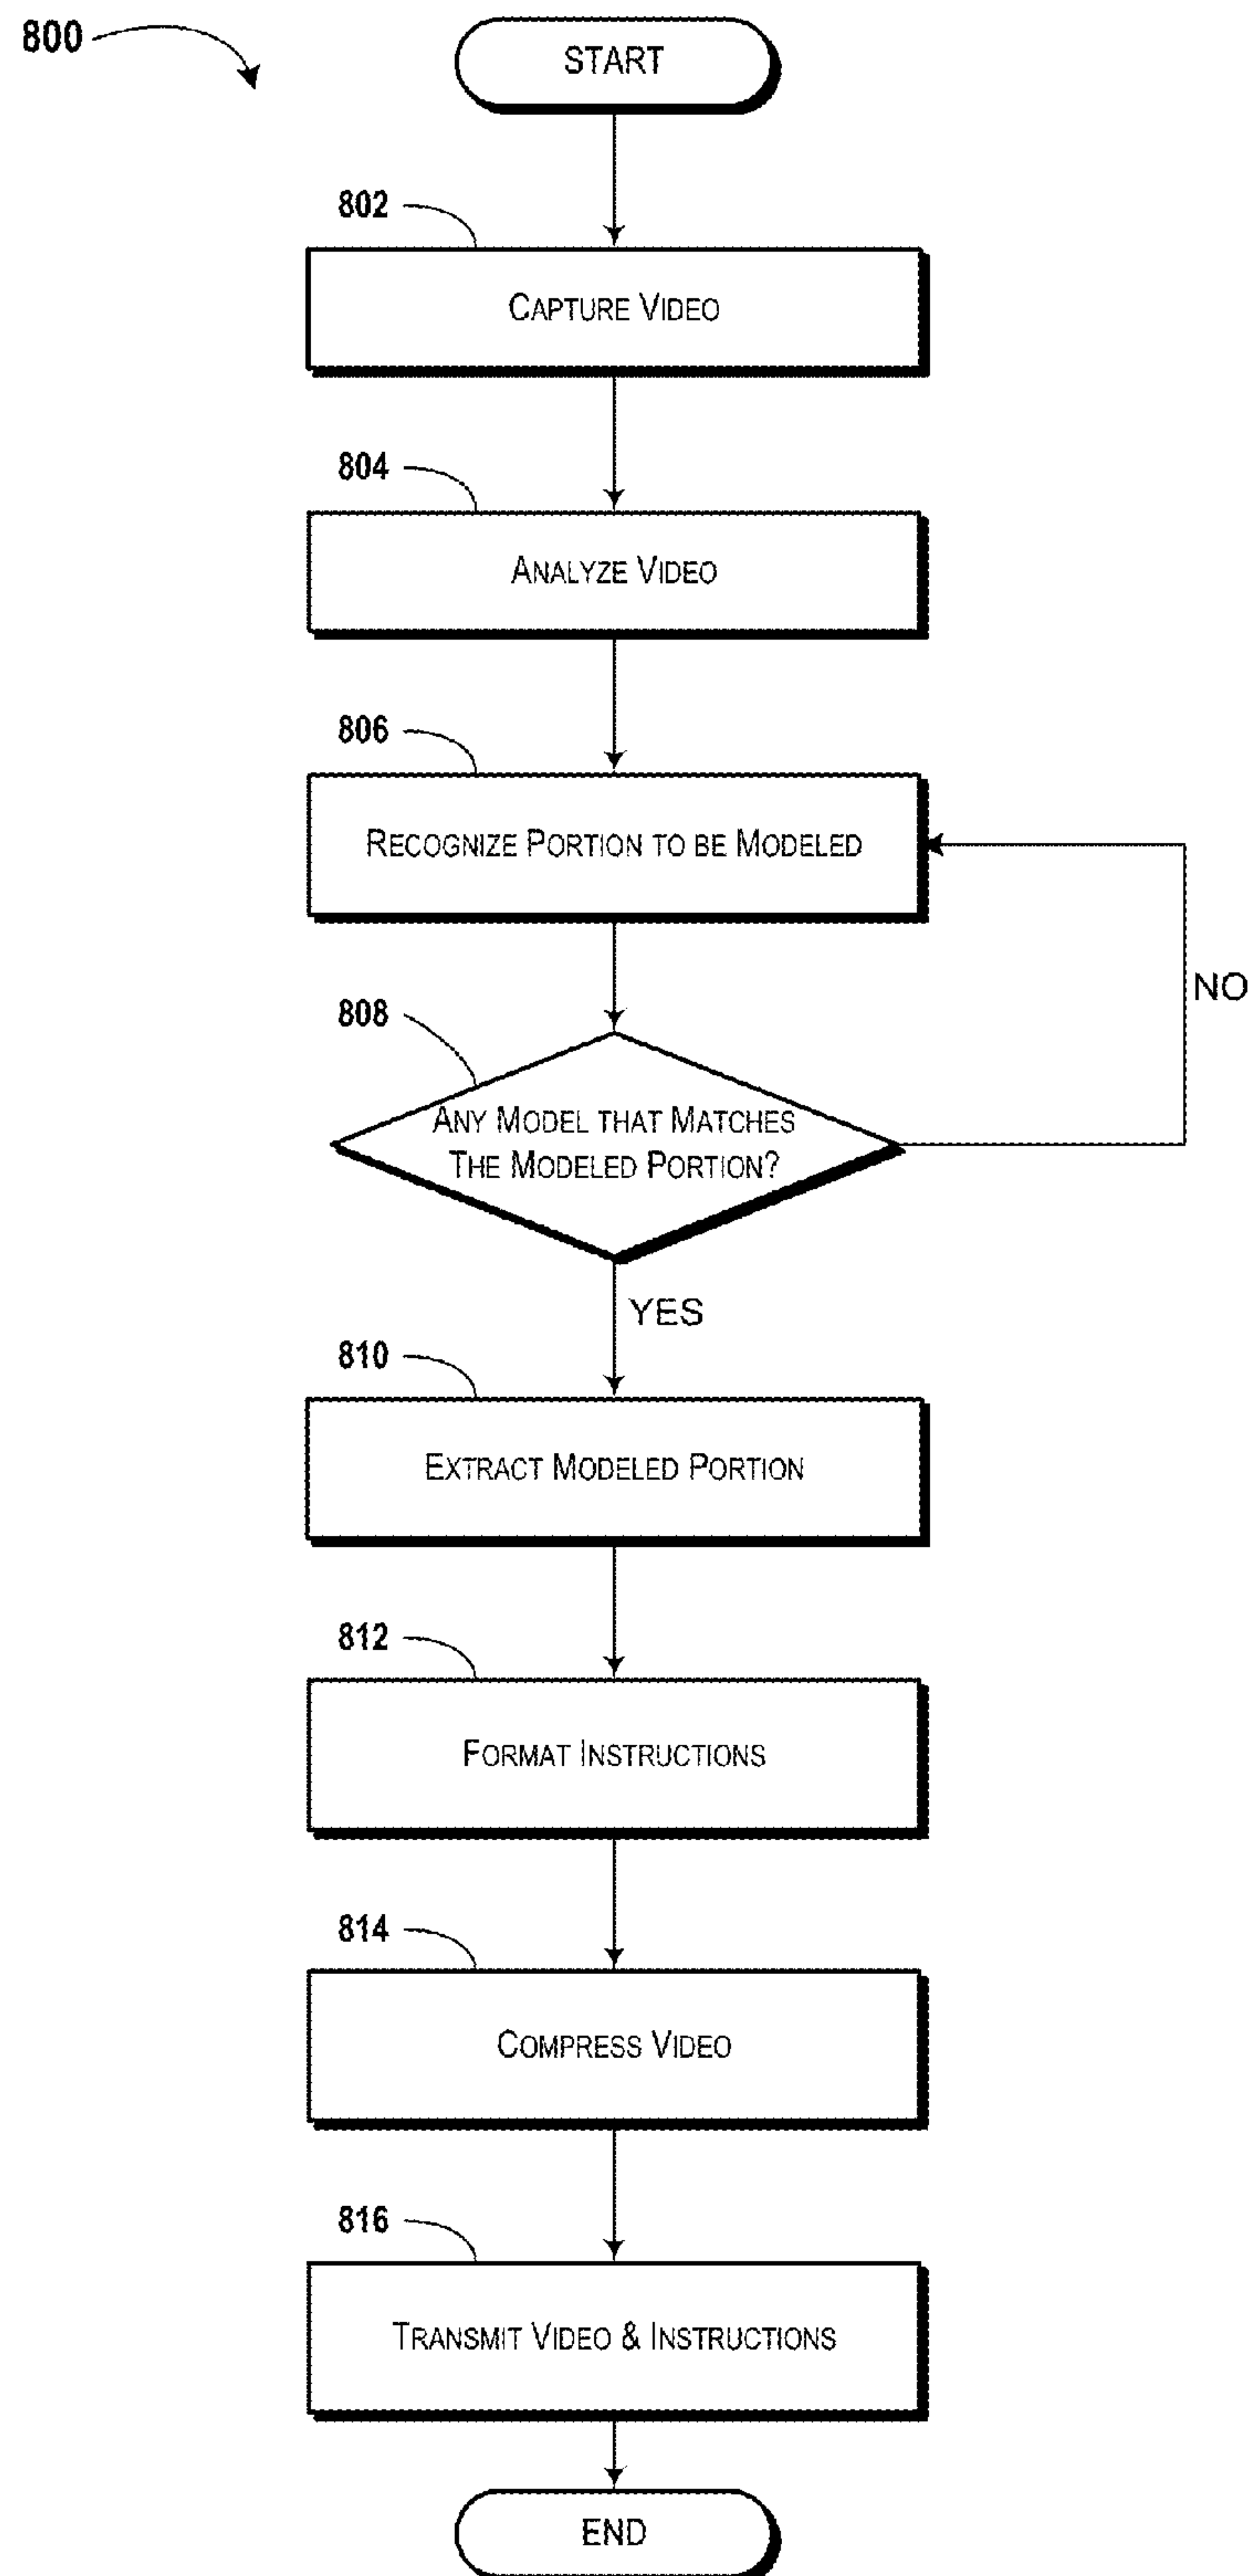 800
START
802
CAPTURE VIDEO
804
ANALYZE VIDEO
806
RECOGNIZE PORTION TO BE MODELED
NO
808
ANY MODEL THAT MATCHES
THE MODELED PORTION?
YES
810
EXTRACT MODELED PORTION
812
FORMAT INSTRUCTIONS
814
COMPRESS VIDEO
816
TRANSMIT VIDEO & INSTRUCTIONS
END